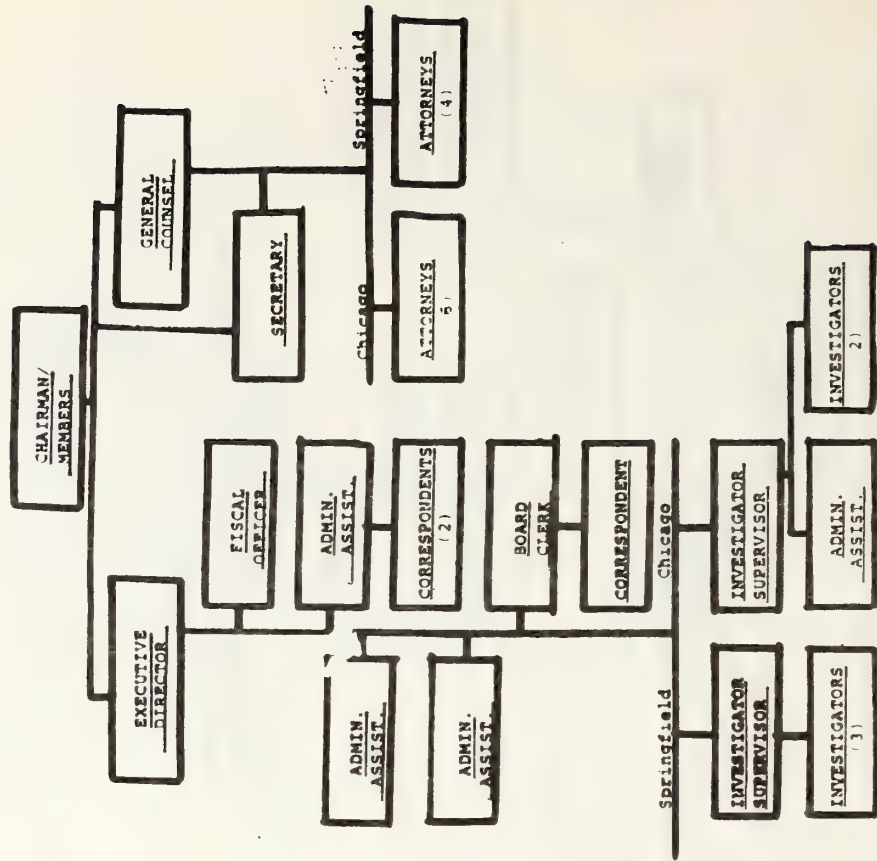 CHAIRMAN/
MEMBERS
EXECUTIVE
DIRECTOR
GENERAL
COUNSEL
FISCAL
OFFICER
SECRETARY
ADMIN.
ASSIST.
CORRESPONDENTS
(2)
ADMIN.
ASSIST.
ADMIN.
ASSIST.
BOARD
CLERK
CORRESPONDENT
Chicago
Springfield
ATTORNEYS
6)
ATTORNEYS
(4)
Springfield
Chicago
INVESTIGATOR
SUPERVISOR
INVESTIGATOR
SUPERVISOR
INVESTIGATORS
(3)
ADMIN.
ASSIST.
INVESTIGATORS
2)